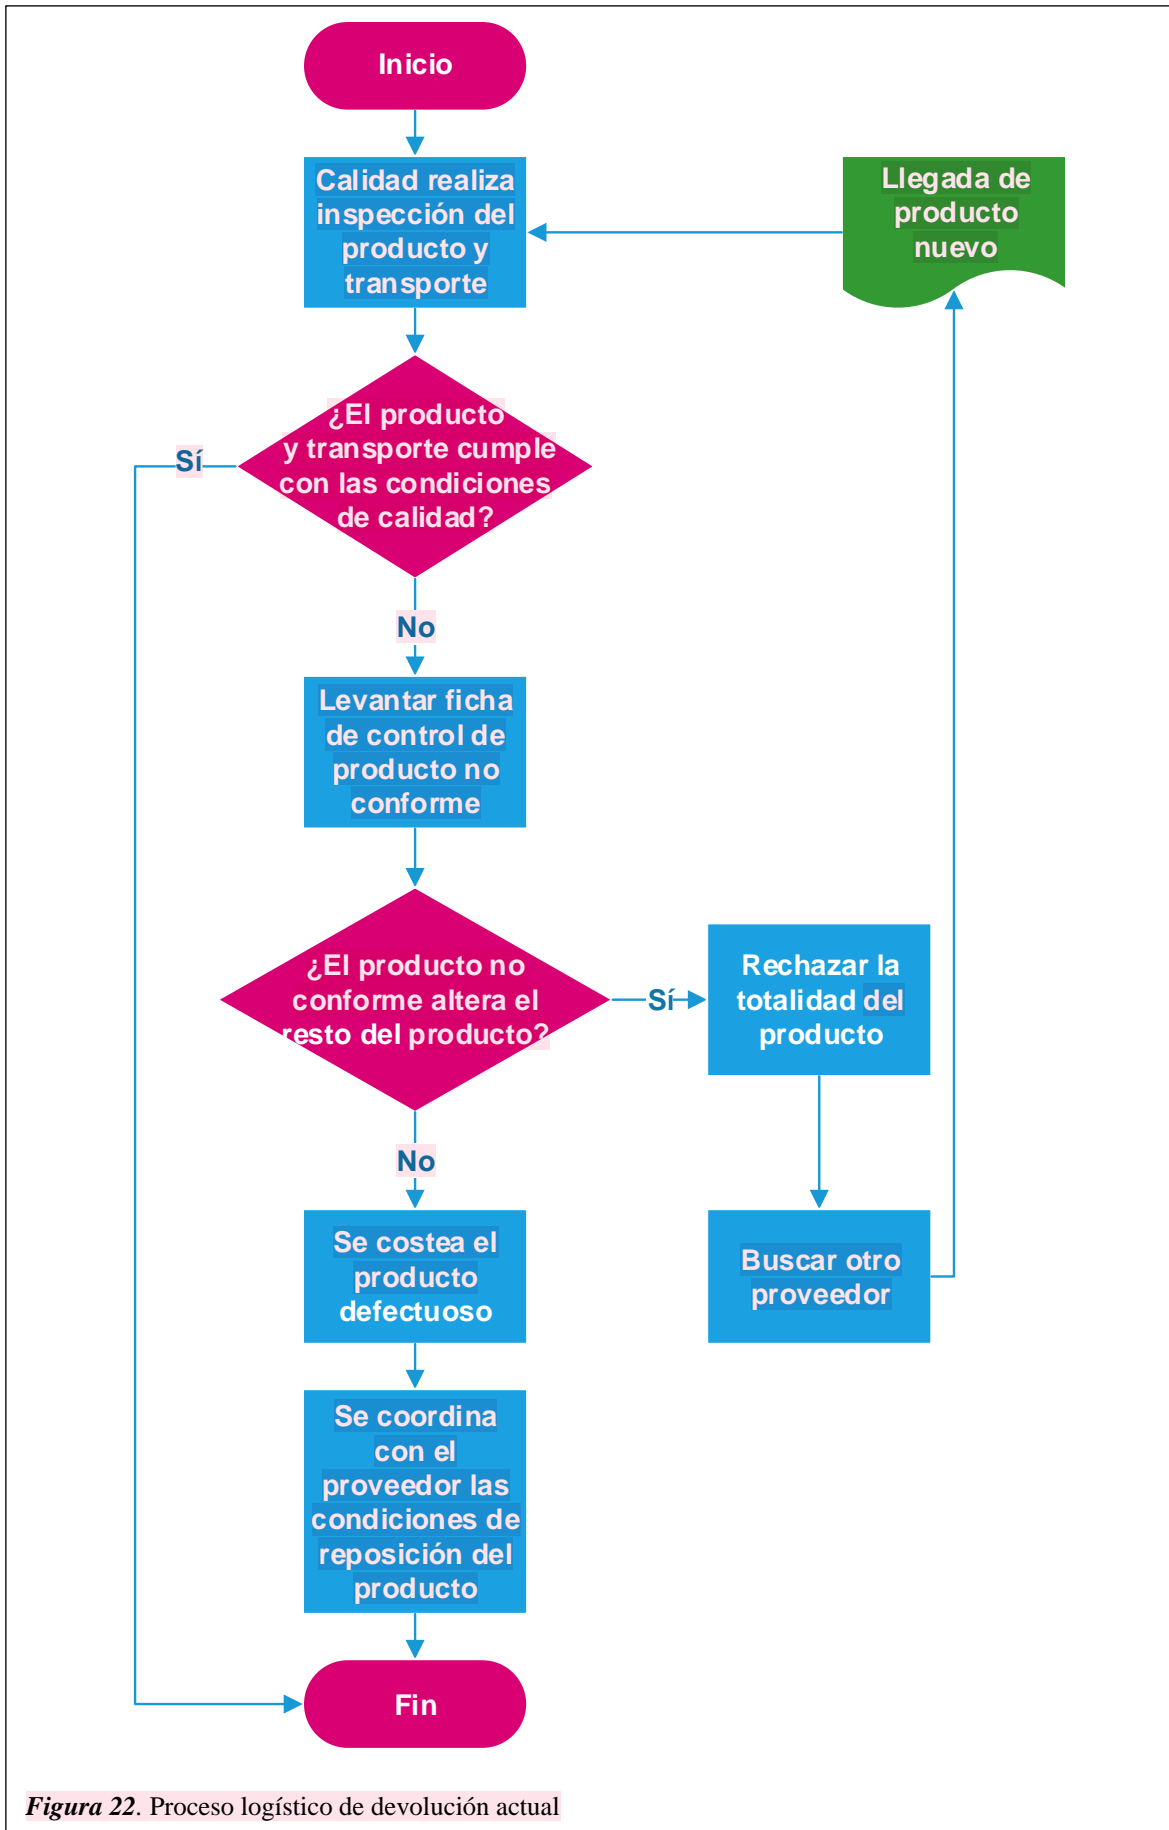 Inicio
Calidad realiza
inspección del
producto y
transporte
Llegada de
producto
nuevo
¿El producto
y transporte cumple
con las condiciones
de calidad?
Sí
No
Levantar ficha
de control de
producto no
conforme
¿El producto no
conforme altera el
resto del producto?
Sí
Rechazar la
totalidad del
producto
No
Se costea el
producto
defectuoso
Buscar otro
proveedor
Se coordina
con el
proveedor las
condiciones de
reposición del
producto
Fin
Figura 22. Proceso logístico de devolución actual